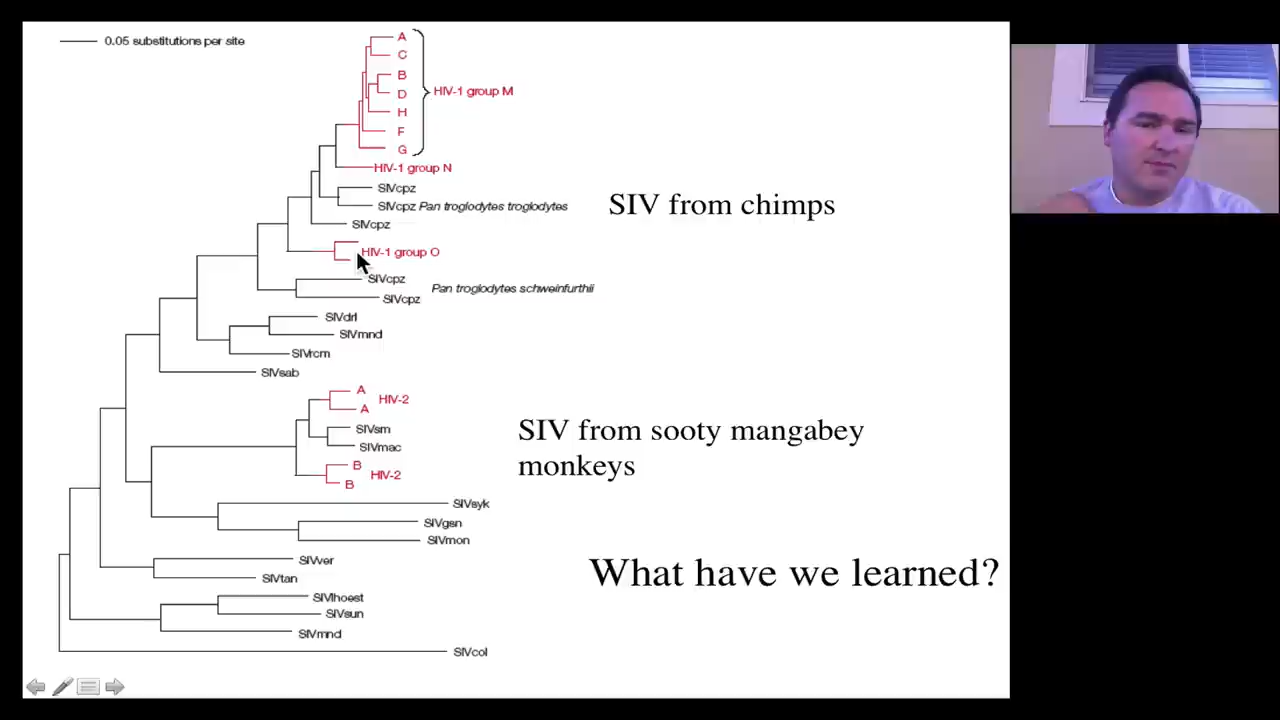 0.05 substitutions per site
A
C
B
D
H
F
G
HIV-1 group M
HIV-1 group N
SIVcpz
SIVcpz Pan troglodytes troglodytes
SIVcpz
HIV-1 group O
SIVcpz
SIVcpz
Pan troglodytes schweinfurthii
SIV from chimps
SIVdrl
SIVmnd
SIVrcm
SIVsab
A
A
HIV-2
SIVsm
SIVmac
B
B
HIV-2
SIV from sooty mangabey
monkeys
SIVsyk
SIVgsn
SIVmon
SIVver
SIVtan
What have we learned?
SIVlhoest
SIVsun
SIVmnd
SIVcol